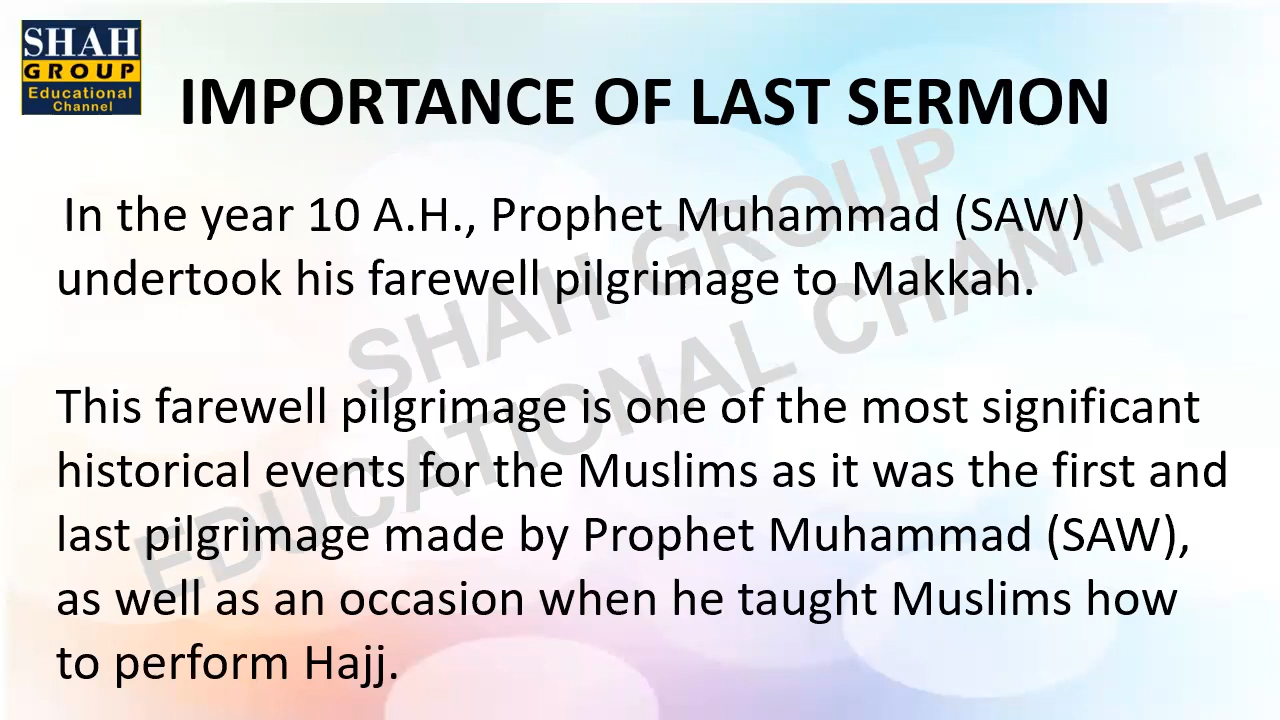 SHAH
GROUP
Educational
Channel
IMPORTANCE OF LAST SERMON
In the year 10 A.H., Prophet Muhammad (SAW)
undertook his farewell pilgrimage to Makkah.
This farewell pilgrimage is one of the most significant
historical events for the Muslims as it was the first and
last pilgrimage made by Prophet Muhammad (SAW),
as well as an occasion when he taught Muslims how
to perform Hajj.
SHAH GROUP
EDUCATIONAL CHANNEL